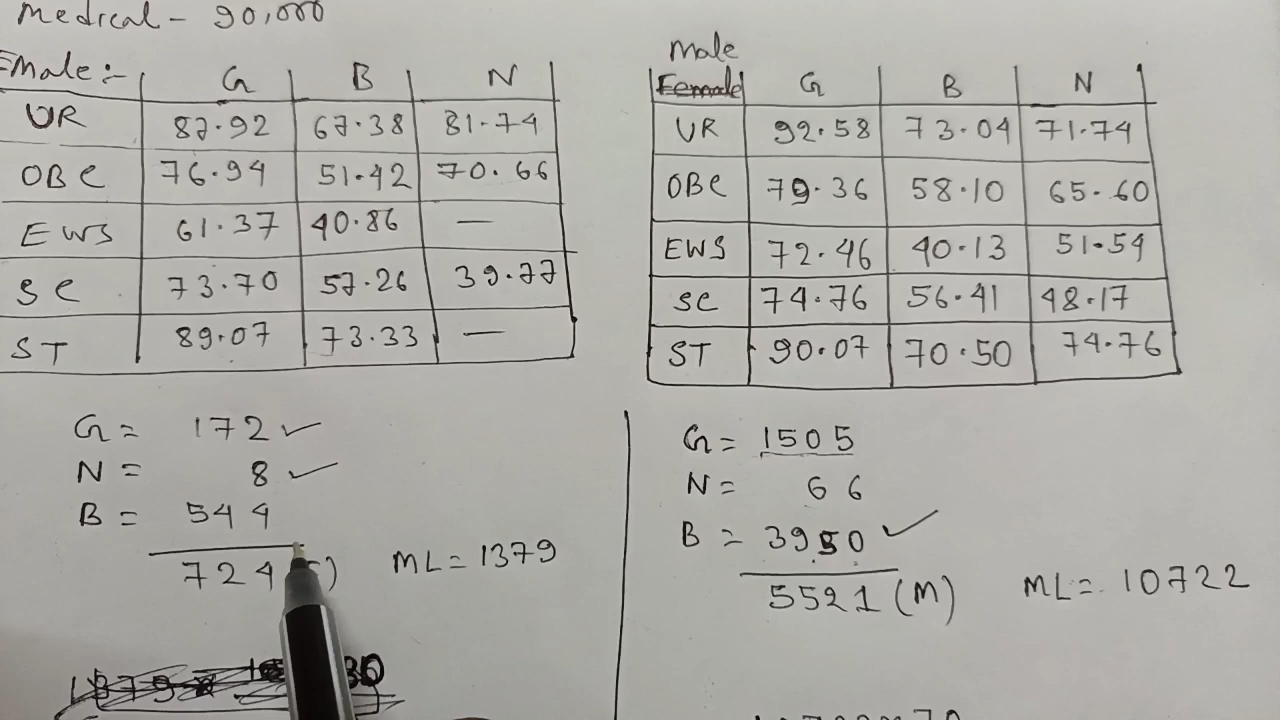 Medical - 90,000
Emale :-
G B N
UR 87.92 67.38 81.74
OBC 76.94 51.42 70.66
EWS 61.37 40.86 —
SC 73.70 57.26 39.77
ST 89.07 73.33 —
G = 172 ✓
N = 8 ✓
B = 544
724 ) ML = 1379
Male
Female G B N
UR 92.58 73.04 71.74
OBC 79.36 58.10 65.60
EWS 72.46 40.13 51.54
SC 74.76 56.41 48.17
ST 90.07 70.50 74.76
G = 1505
N = 66
B = 3950 ✓
5521 (M) ML = 10722